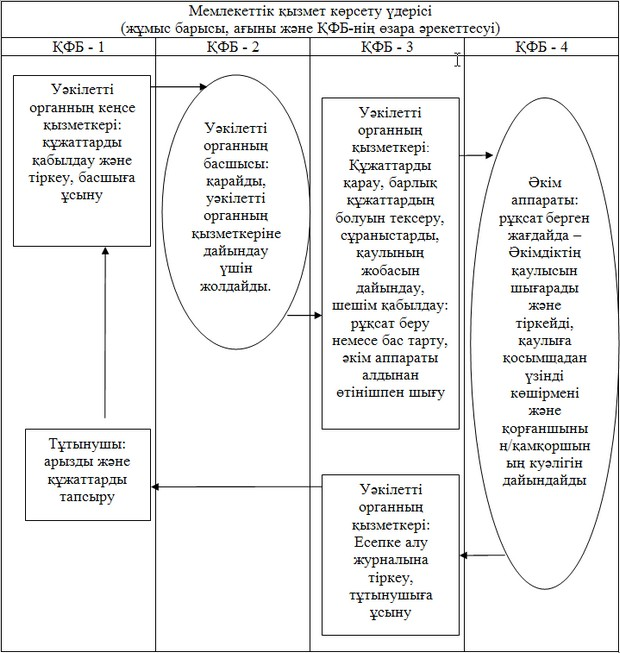 Мемлекеттік қызмет көрсету үдерісі
(жұмыс барысы, ағыны және ҚФБ-нің өзара әрекеттесуі)
ҚФБ - 1
ҚФБ - 2
ҚФБ - 3
ҚФБ - 4
Уәкілетті
органның кеңсе
қызметкері:
құжаттарды
қабылдау және
тіркеу, басшыға
ұсыну
Уәкілетті
органның
басшысы:
қарайды,
уәкілетті
органның
қызметкеріне
дайындау
үшін
жолдайды.
Уәкілетті
органның
қызметкері:
Құжаттарды
қарау, барлық
құжаттардың
болуын тексеру,
сұраныстарды,
қаулының
жобасын
дайындау,
шешім қабылдау:
рұқсат беру
немесе бас тарту,
әкім аппараты
алдынан
өтінішпен шығу
Әкім
аппараты:
рұқсат берген
жағдайда –
Әкімдіктің
қаулысын
шығарады
және
тіркейді,
қаулыға
қосымщадан
үзінді
көшірмені
және
қорғаншыны
ң/қамқоршын
ың куәлігін
дайындайды
Тұтынушы:
арызды және
құжаттарды
тапсыру
Уәкілетті
органның
қызметкері:
Есепке алу
журналына
тіркеу,
тұтынушыға
ұсыну